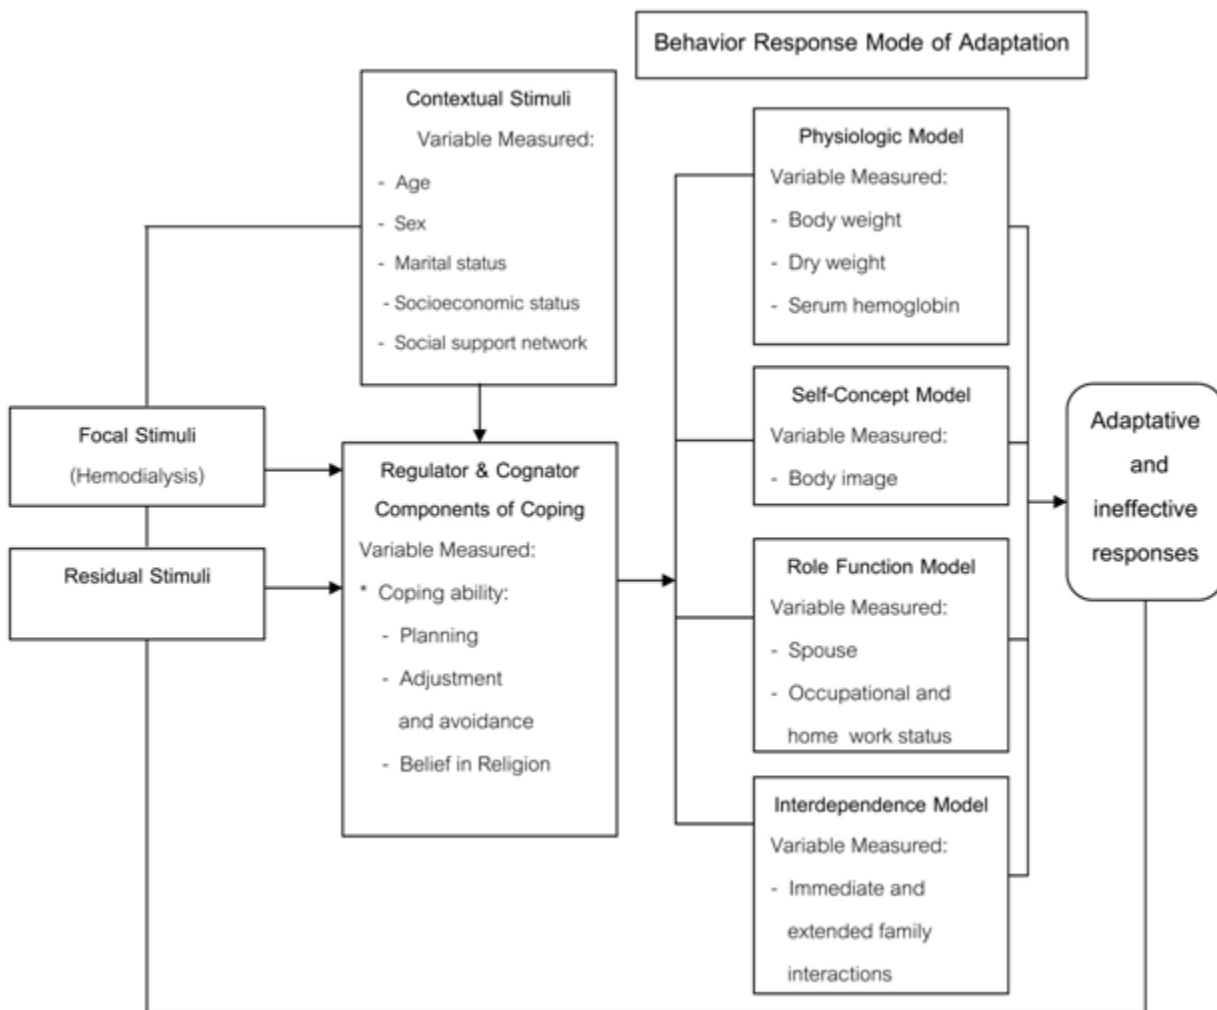 Behavior Response Mode of Adaptation
Contextual Stimuli
Variable Measured:
- Age
- Sex
- Marital status
- Socioeconomic status
- Social support network
Focal Stimuli
(Hemodialysis)
Residual Stimuli
Regulator & Cognator
Components of Coping
Variable Measured:
* Coping ability:
- Planning
- Adjustment
and avoidance
- Belief in Religion
Physiologic Model
Variable Measured:
- Body weight
- Dry weight
- Serum hemoglobin
Self-Concept Model
Variable Measured:
- Body image
Role Function Model
Variable Measured:
- Spouse
- Occupational and
home work status
Interdependence Model
Variable Measured:
- Immediate and
extended family
interactions
Adaptative
and
ineffective
responses